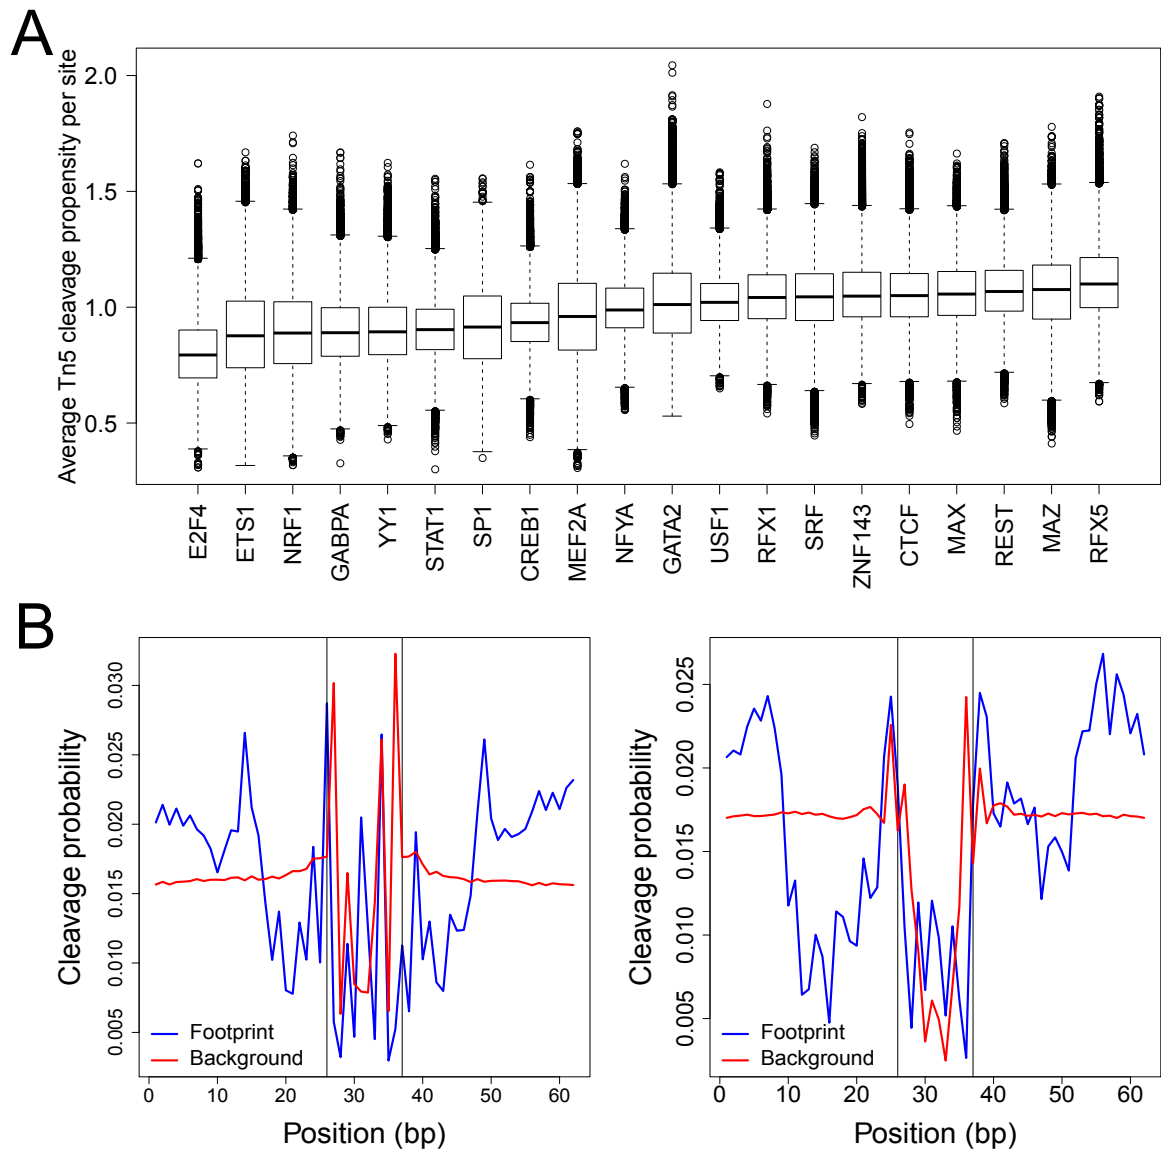 A
Average Tn5 cleavage propensity per site
2.0
1.5
1.0
0.5
E2F4
ETS1
NRF1
GABPA
YY1
STAT1
SP1
CREB1
MEF2A
NFYA
GATA2
USF1
RFX1
SRF
ZNF143
CTCF
MAX
REST
MAZ
RFX5
B
Cleavage probability
0.030
0.025
0.020
0.015
0.010
0.005
Footprint
Background
0 10 20 30 40 50 60
Position (bp)
Cleavage probability
0.025
0.020
0.015
0.010
0.005
Footprint
Background
0 10 20 30 40 50 60
Position (bp)